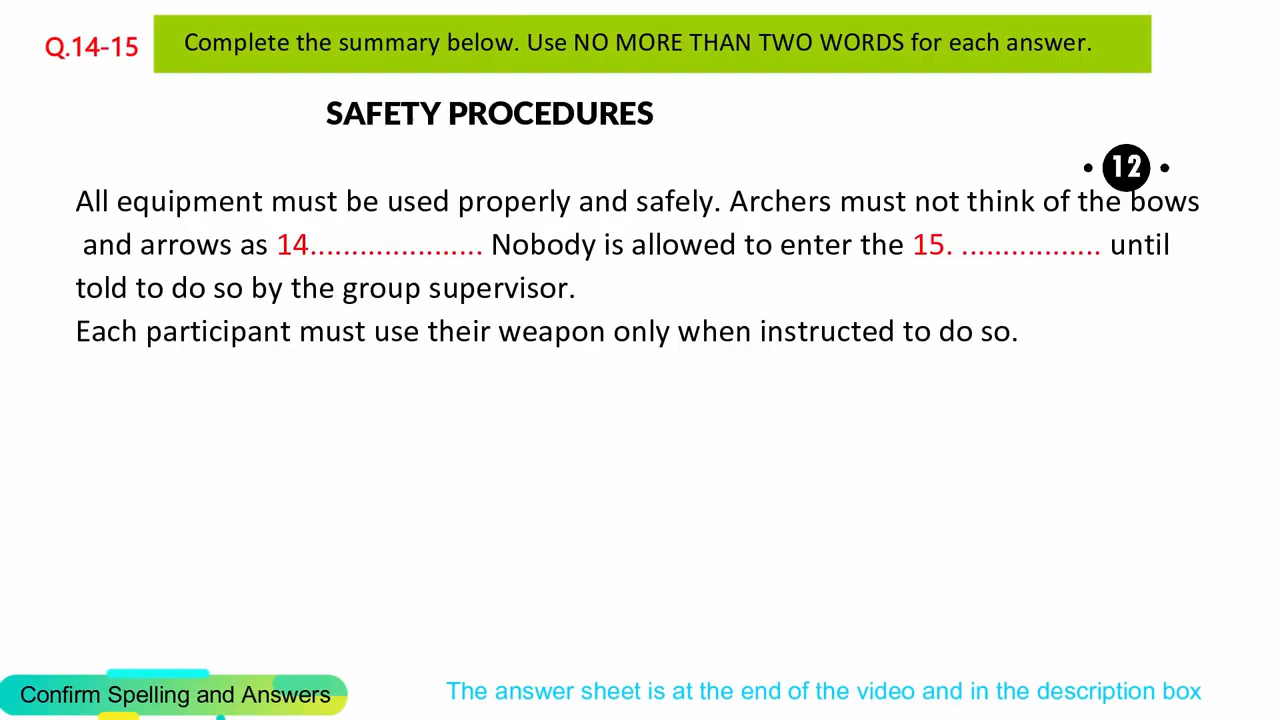 Q.14-15
Complete the summary below. Use NO MORE THAN TWO WORDS for each answer.
SAFETY PROCEDURES
12
All equipment must be used properly and safely. Archers must not think of the bows
and arrows as 14..................... Nobody is allowed to enter the 15. ................. until
told to do so by the group supervisor.
Each participant must use their weapon only when instructed to do so.
Confirm Spelling and Answers
The answer sheet is at the end of the video and in the description box